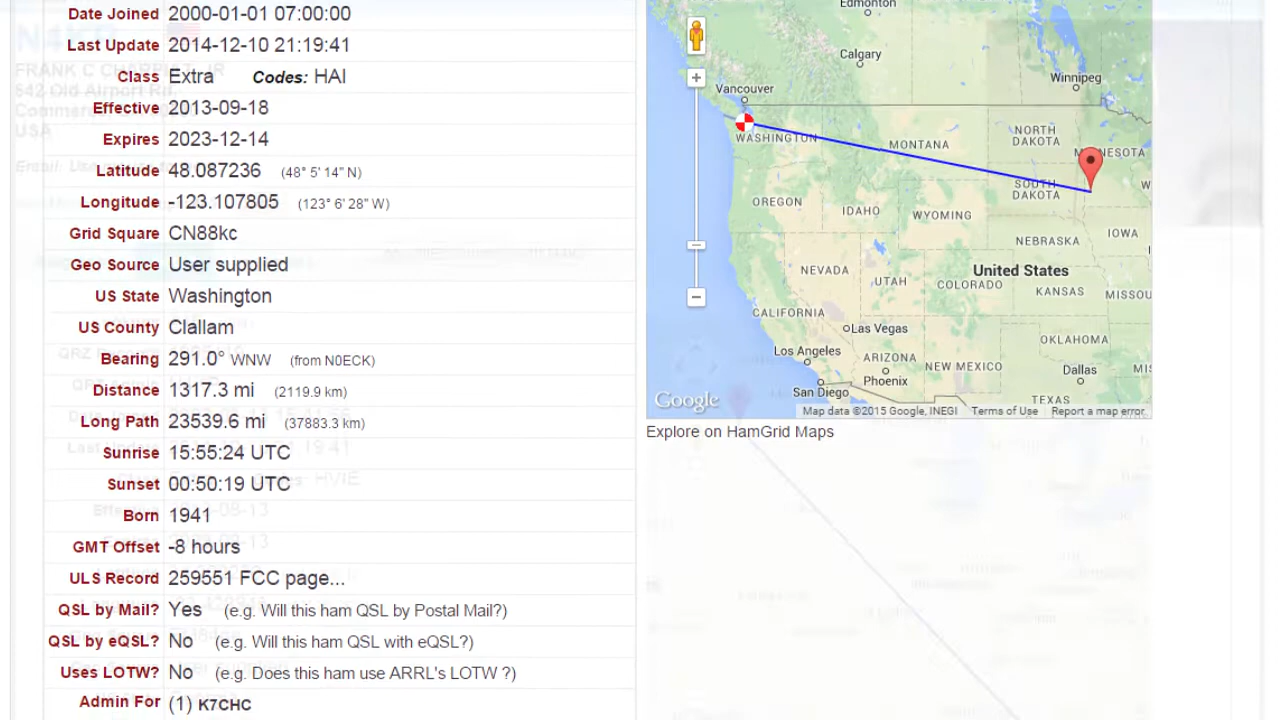 Date Joined 2000-01-01 07:00:00
Last Update 2014-12-10 21:19:41
Class Extra Codes: HAI
Effective 2013-09-18
Expires 2023-12-14
Latitude 48.087236 (48° 5' 14" N)
Longitude -123.107805 (123° 6' 28" W)
Grid Square CN88kc
Geo Source User supplied
US State Washington
US County Clallam
Bearing 291.0° WNW (from N0ECK)
Distance 1317.3 mi (2119.9 km)
Long Path 23539.6 mi (37883.3 km)
Sunrise 15:55:24 UTC
Sunset 00:50:19 UTC
Born 1941
GMT Offset -8 hours
ULS Record 259551 FCC page...
QSL by Mail? Yes (e.g. Will this ham QSL by Postal Mail?)
QSL by eQSL? No (e.g. Will this ham QSL with eQSL?)
Uses LOTW? No (e.g. Does this ham use ARRL's LOTW ?)
Admin For (1) K7CHC
Edmonton
Calgary
Winnipeg
Vancouver
WASHINGTON
MONTANA
NORTH
DAKOTA
OREGON
IDAHO
WYOMING
SOUTH
DAKOTA
NEBRASKA
IOWA
NEVADA
UTAH
COLORADO
United States
KANSAS
MISSOU
CALIFORNIA
Las Vegas
OKLAHOMA
Los Angeles
ARIZONA
NEW MEXICO
Phoenix
Dallas
San Diego
TEXAS
Google
Map data ©2015 Google, INEGI Terms of Use Report a map error
Explore on HamGrid Maps